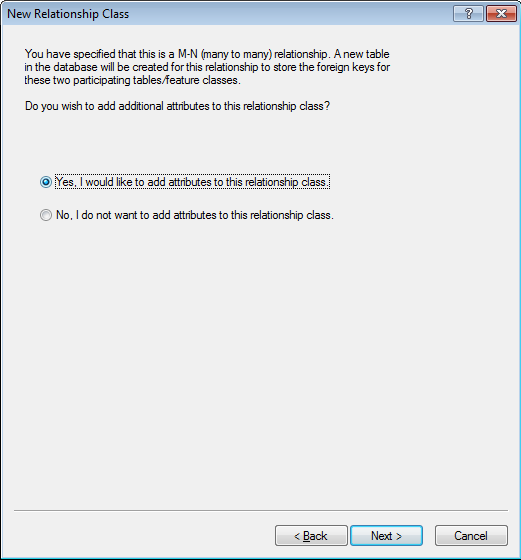 New Relationship Class
?
You have specified that this is a M-N (many to many) relationship. A new table
in the database will be created for this relationship to store the foreign keys for
these two participating tables/feature classes.
Do you wish to add additional attributes to this relationship class?
Yes, I would like to add attributes to this relationship class.
No, I do not want to add attributes to this relationship class.
< Back
Next >
Cancel